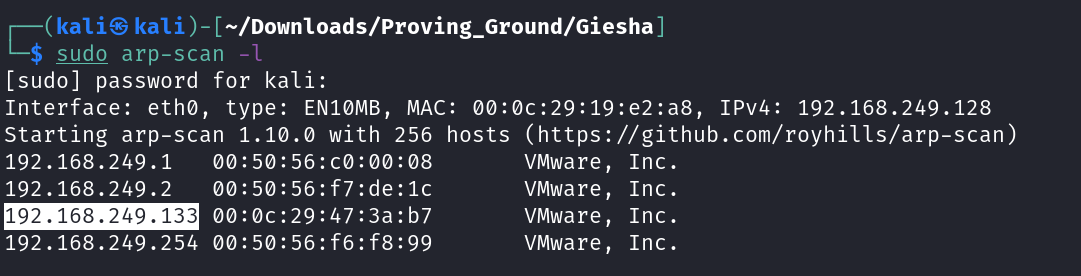 ┌──(kali㉿kali)-[~/Downloads/Proving_Ground/Giesha]
└─$ sudo arp-scan -l
[sudo] password for kali:
Interface: eth0, type: EN10MB, MAC: 00:0c:29:19:e2:a8, IPv4: 192.168.249.128
Starting arp-scan 1.10.0 with 256 hosts (https://github.com/royhills/arp-scan)
192.168.249.1 00:50:56:c0:00:08 VMware, Inc.
192.168.249.2 00:50:56:f7:de:1c VMware, Inc.
192.168.249.133 00:0c:29:47:3a:b7 VMware, Inc.
192.168.249.254 00:50:56:f6:f8:99 VMware, Inc.